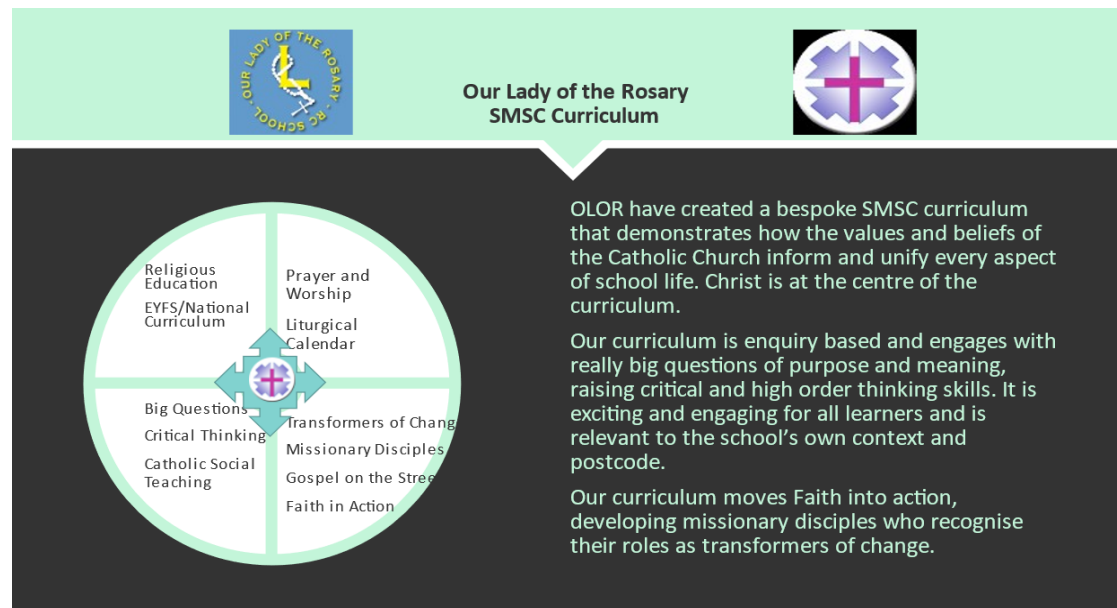 OUR LADY OF THE ROSARY - RC SCHOOL -
L
Our Lady of the Rosary
SMSC Curriculum
Religious
Education
EYFS/National
Curriculum
Prayer and
Worship
Liturgical
Calendar
Big Questions
Critical Thinking
Catholic Social
Teaching
Transformers of Chang
Missionary Disciples
Gospel on the Stree
Faith in Action
OLOR have created a bespoke SMSC curriculum
that demonstrates how the values and beliefs of
the Catholic Church inform and unify every aspect
of school life. Christ is at the centre of the
curriculum.
Our curriculum is enquiry based and engages with
really big questions of purpose and meaning,
raising critical and high order thinking skills. It is
exciting and engaging for all learners and is
relevant to the school’s own context and
postcode.
Our curriculum moves Faith into action,
developing missionary disciples who recognise
their roles as transformers of change.